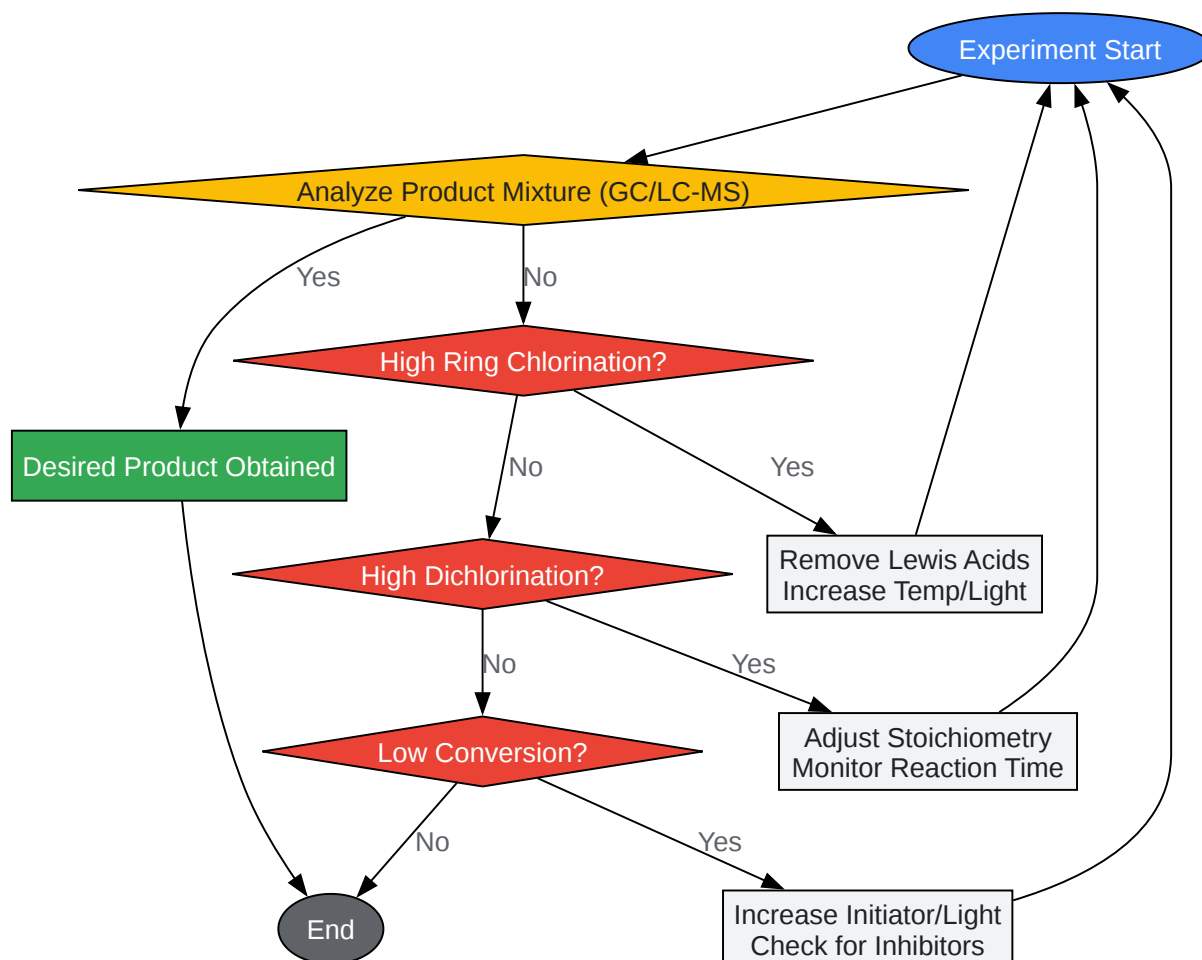 Experiment Start
Analyze Product Mixture (GC/LC-MS)
Yes
No
High Ring Chlorination?
Desired Product Obtained
No
Yes
Remove Lewis Acids
Increase Temp/Light
High Dichlorination?
No
Yes
Adjust Stoichiometry
Monitor Reaction Time
Low Conversion?
No
Yes
End
Increase Initiator/Light
Check for Inhibitors